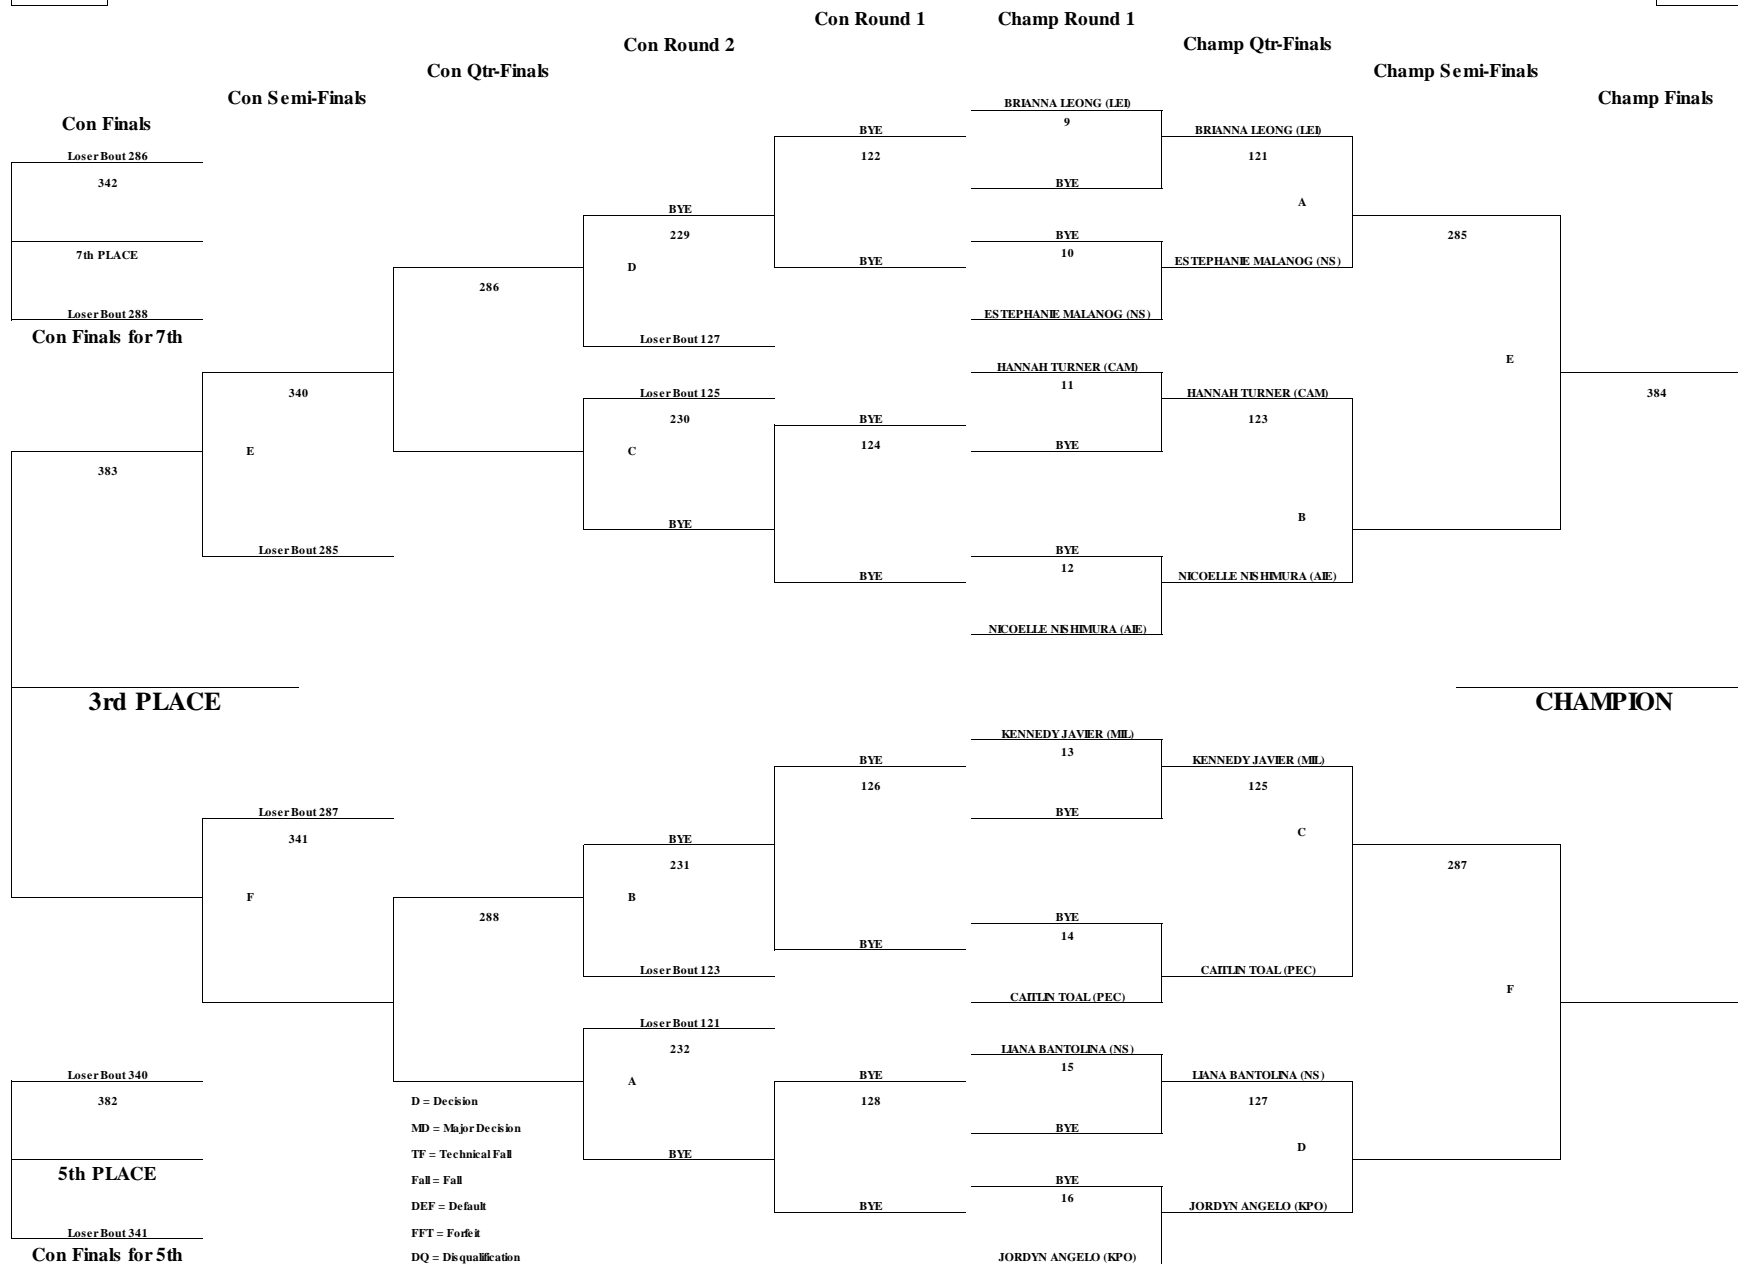 Con Round 1
Champ Round 1
Con Round 2
Champ Qtr-Finals
Con Qtr-Finals
Champ Semi-Finals
Con Semi-Finals
Champ Finals
Con Finals
BRIANNA LEONG (LEI)
9
BYE
BRIANNA LEONG (LEI)
Loser Bout 286
122
121
342
BYE
A
BYE
229
BYE
285
7th PLACE
10
D
BYE
ESTEPHANIE MALANOG (NS)
286
Loser Bout 288
ESTEPHANIE MALANOG (NS)
Con Finals for 7th
Loser Bout 127
E
HANNAH TURNER (CAM)
11
340
Loser Bout 125
HANNAH TURNER (CAM)
384
230
BYE
123
124
BYE
E
C
383
B
BYE
Loser Bout 285
BYE
12
BYE
NICOELLE NISHIMURA (AIE)
NICOELLE NISHIMURA (AIE)
3rd PLACE
CHAMPION
KENNEDY JAVIER (MIL)
13
BYE
KENNEDY JAVIER (MIL)
126
125
Loser Bout 287
BYE
341
BYE
C
231
287
F
B
288
BYE
14
BYE
Loser Bout 123
CAITLIN TOAL (PEC)
F
CAITLIN TOAL (PEC)
Loser Bout 121
232
LIANA BANTOLINA (NS)
15
Loser Bout 340
A
BYE
LIANA BANTOLINA (NS)
382
D = Decision
128
127
MD = Major Decision
BYE
D
TF = Technical Fall
BYE
5th PLACE
Fall = Fall
BYE
16
DEF = Default
BYE
JORDYN ANGELO (KPO)
Loser Bout 341
FFT = Forfeit
Con Finals for 5th
DQ = Disqualification
JORDYN ANGELO (KPO)